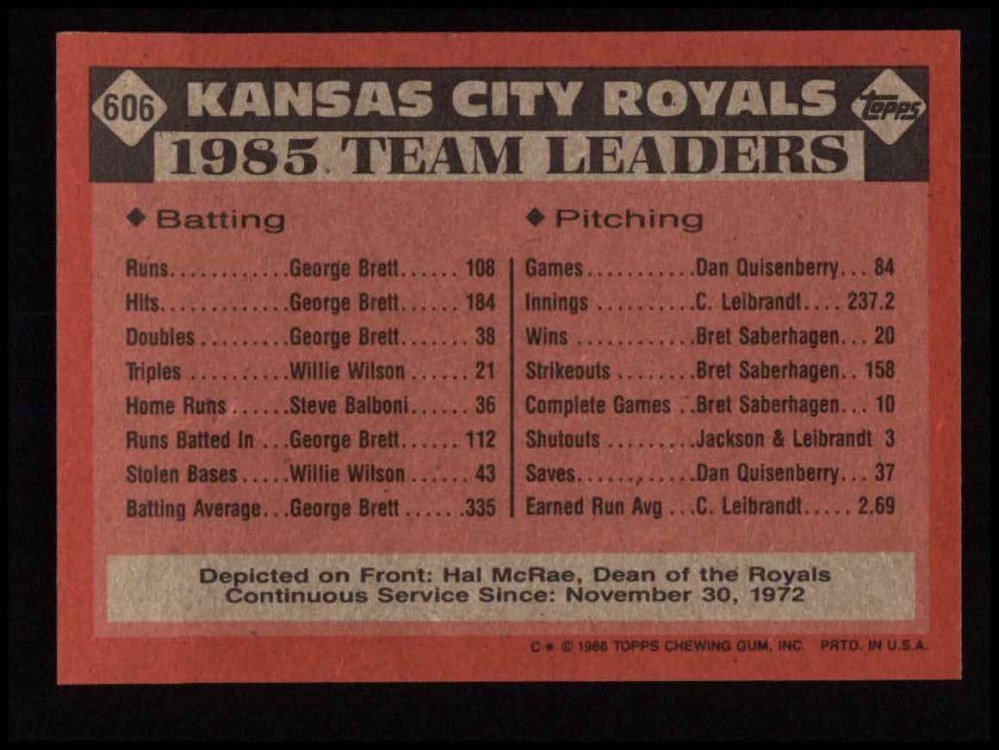 606 KANSAS CITY ROYALS Topps
1985 TEAM LEADERS
Batting
Runs............George Brett...... 108
Hits.............George Brett...... 184
Doubles .........George Brett....... 38
Triples ..........Willie Wilson ...... 21
Home Runs ......Steve Balboni...... 36
Runs Batted In ...George Brett...... 112
Stolen Bases.....Willie Wilson ...... 43
Batting Average...George Brett .......335
Pitching
Games...........Dan Quisenberry... 84
Innings ..........C. Leibrandt.... 237.2
Wins ............Bret Saberhagen... 20
Strikeouts ........Bret Saberhagen.. 158
Complete Games ..Bret Saberhagen... 10
Shutouts .........Jackson & Leibrandt 3
Saves............Dan Quisenberry... 37
Earned Run Avg ...C. Leibrandt..... 2.69
Depicted on Front: Hal McRae, Dean of the Royals
Continuous Service Since: November 30, 1972
C* © 1986 TOPPS CHEWING GUM, INC. PRTD. IN U.S.A.